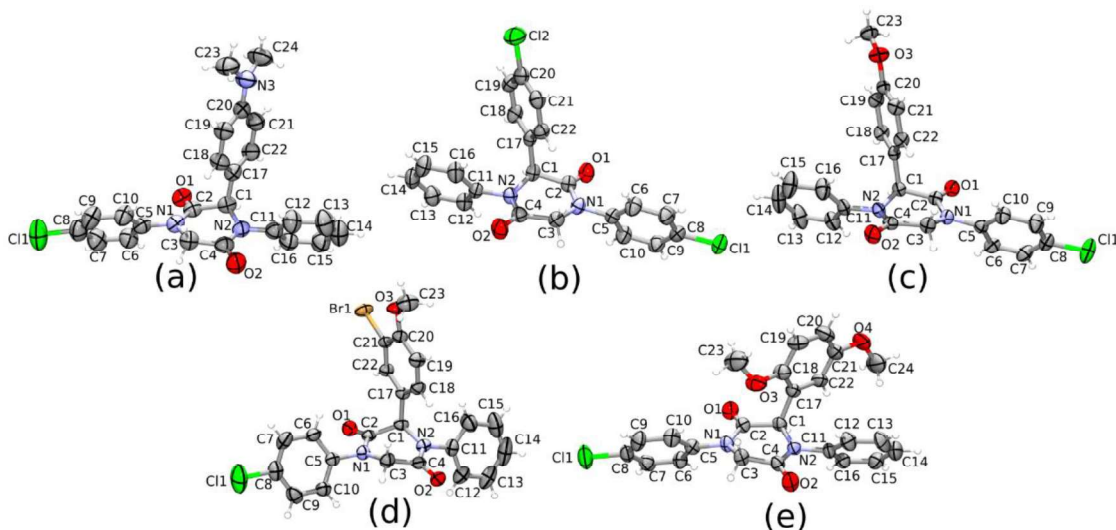 C23 C24
N3
C20
C19 C21
C18 C22
C17
O1 C2 C1
C9 C10 N1 N2 C11 C12 C13
C8 C5 C14
Cl1 C7 C6 C3 C4 C16 C15
O2
(a)
Cl2
C20
C19 C21
C18 C22
C17
C15 C16 C1 O1
C14 C11 N2 C2 C6 C7
C13 C12 C4 N1 C8
O2 C3 C5 Cl1
C10 C9
(b)
C23
O3
C20
C19 C21
C18 C22
C17
C15 C16 C1 O1
C14 N2 C2 C10 C9
C11 C4 N1
C13 C12 O2 C3 C5 C8 Cl1
C6 C7
(c)
O3 C23
Br1 C20
C21 C19
C22 C18
C17
O1 C16 C15
C6 C2 C1 N2 C14
C7 C5 C11
C8 N1 C3 C4 C13
Cl1 C10 O2 C12
C9
(d)
C20 O4
C23 C19 C21
C18 C24
O3 C22
C17
O1 C1
C9 C10 N1 C2 C11 C12 C13
Cl1 C5 C4 N2 C14
C8 C7 C6 C3 C16 C15
O2
(e)